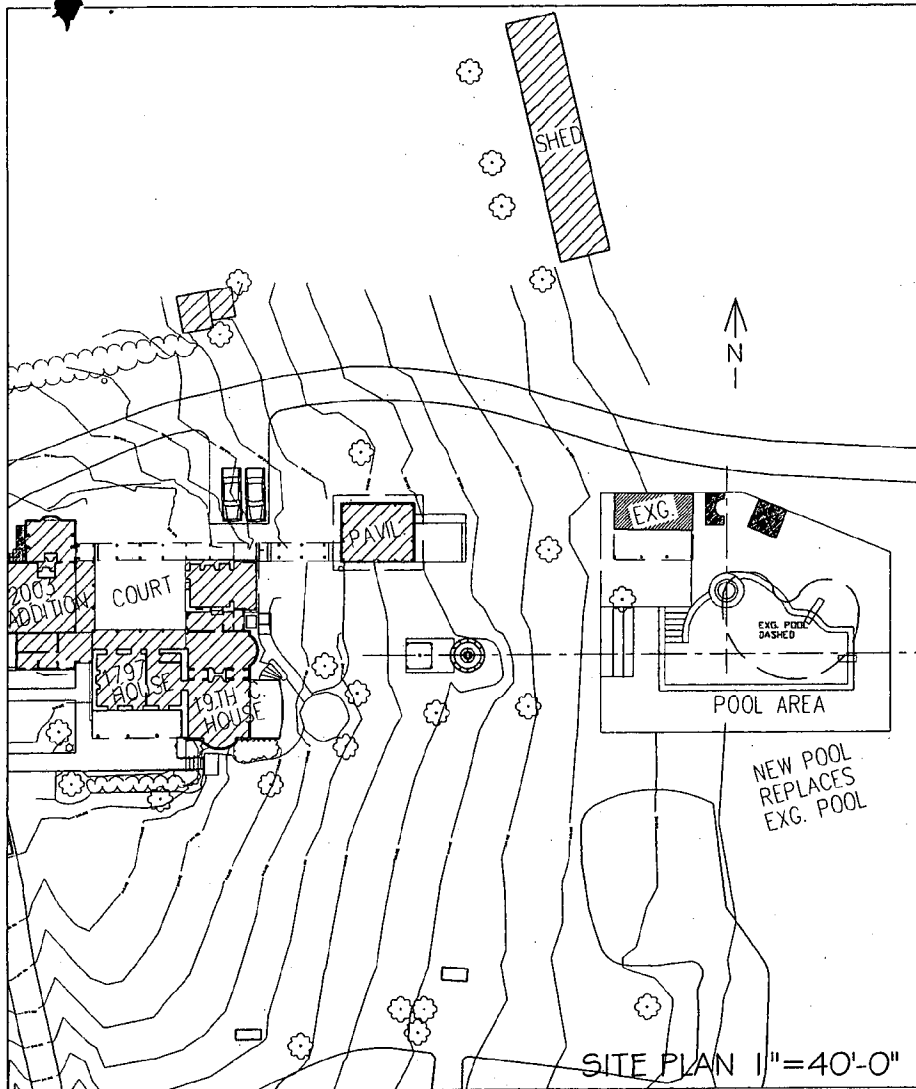 SHED
N
EXG.
PAVIL.
2003
ADDITION
COURT
EXG. POOL
DASHED
1797
HOUSE
19TH C.
HOUSE
POOL AREA
NEW POOL
REPLACES
EXG. POOL
SITE PLAN 1"=40'-0"